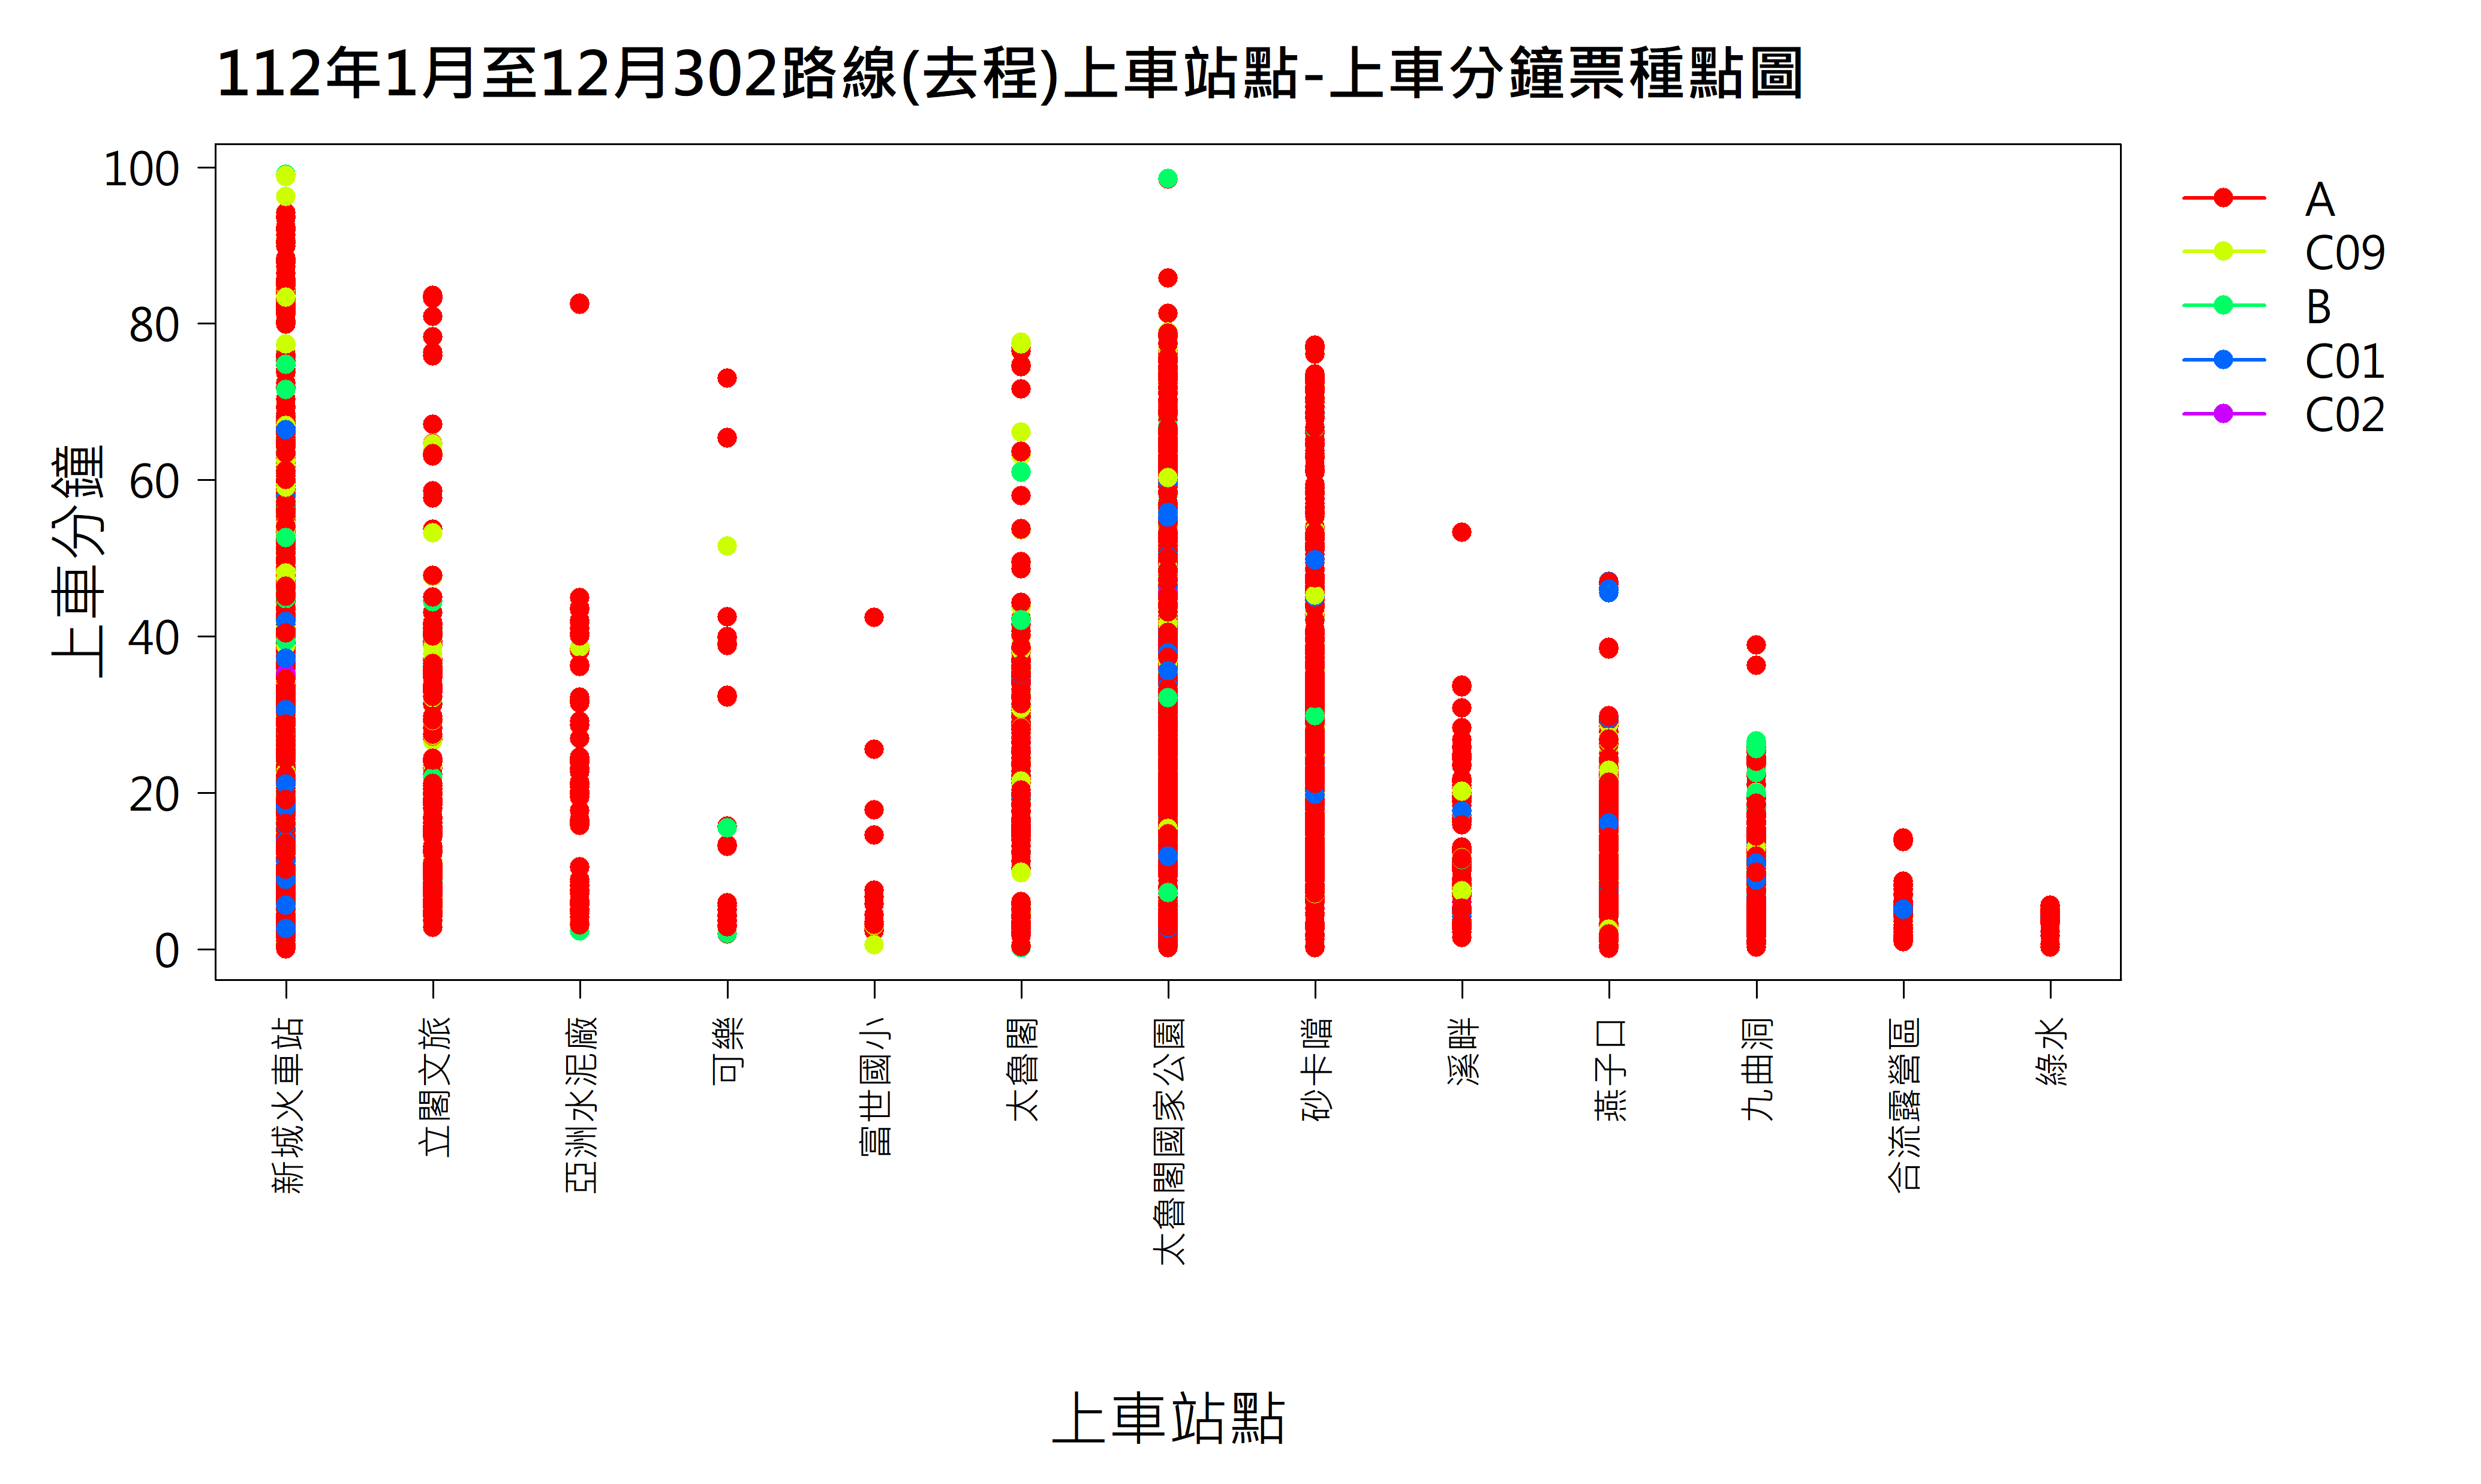 112年1月至12月302路線(去程)上車站點-上車分鐘票種點圖
上車分鐘
100
80
60
40
20
0
A
C09
B
C01
C02
新城火車站
立閣文旅
亞洲水泥廠
可樂
富世國小
太魯閣
太魯閣國家公園
砂卡噹
溪畔
燕子口
九曲洞
合流露營區
綠水
上車站點